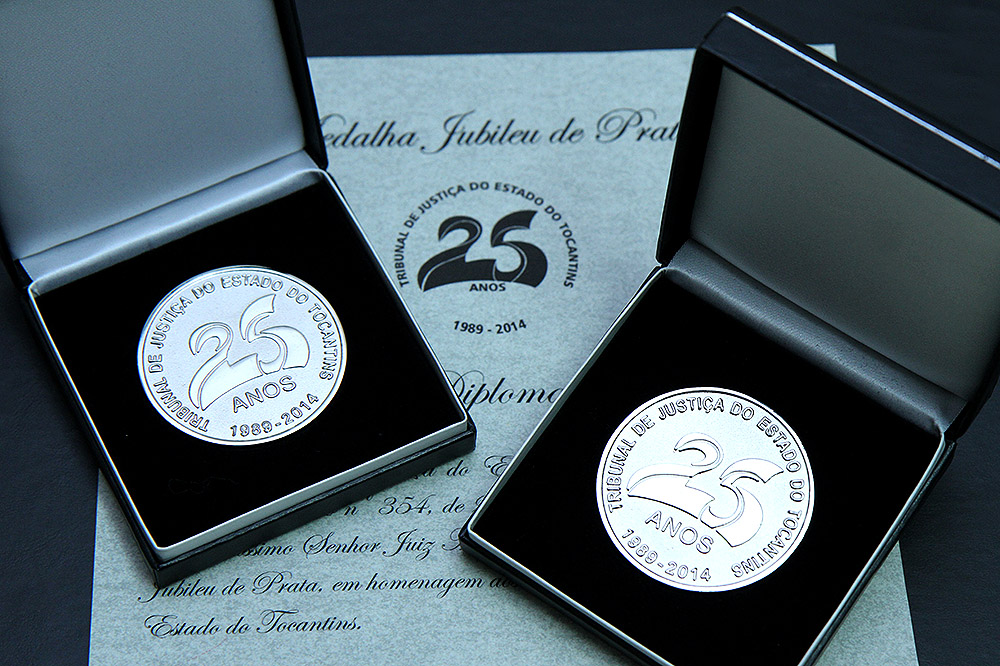 Jubileu de Prata
TRIBUNAL DE JUSTIÇA DO ESTADO DO TOCANTINS
25
ANOS
1989 - 2014
Diploma
do
354, de
Senhor Juiz
Jubileu de Prata, em homenagem
Estado do Tocantins.
TRIBUNAL DE JUSTIÇA DO ESTADO DO TOCANTINS
25
ANOS
1989-2014
TRIBUNAL DE JUSTIÇA DO ESTADO DO TOCANTINS
25
ANOS
1989-2014